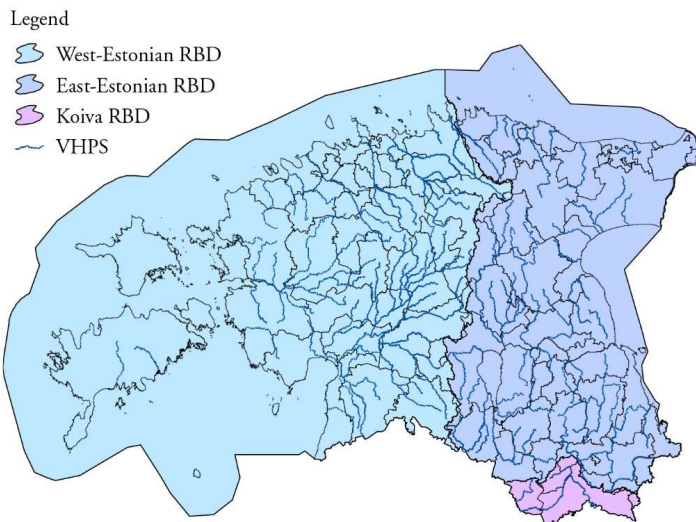 Legend
West-Estonian RBD
East-Estonian RBD
Koiva RBD
VHPS